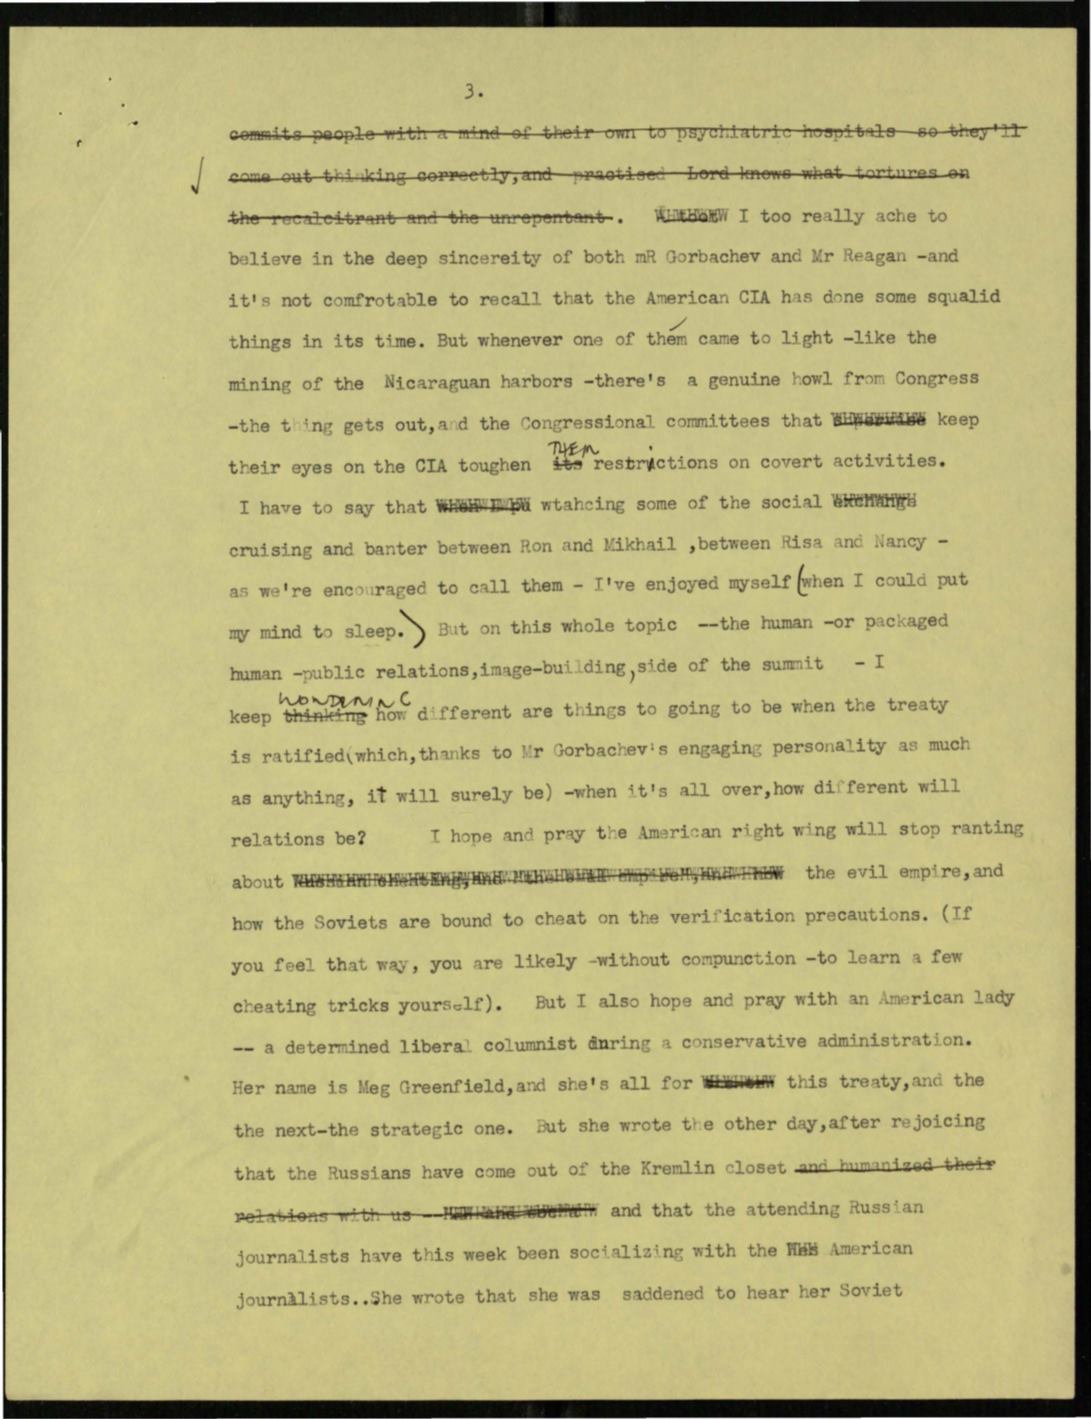 3.
commits people with a mind of their own to psychiatric hospitals so they'll
come out thinking correctly,and practised Lord knows what tortures on
the recalcitrant and the unrepentant . I too really ache to
believe in the deep sincereity of both mR Gorbachev and Mr Reagan -and
it's not comfrotable to recall that the American CIA has done some squalid
things in its time. But whenever one of them came to light -like the
mining of the Nicaraguan harbors -there's a genuine howl from Congress
-the thing gets out,and the Congressional committees that supervise keep
THEM
their eyes on the CIA toughen its restrictions on covert activities.
I have to say that wtahcing some of the social exchange
cruising and banter between Ron and Mikhail ,between Risa and Nancy -
as we're encouraged to call them - I've enjoyed myself (when I could put
my mind to sleep.) But on this whole topic --the human -or packaged
human -public relations,image-building,side of the summit - I
WONDERING
keep thinking how different are things to going to be when the treaty
is ratified(which,thanks to Mr Gorbachev's engaging personality as much
as anything, it will surely be) -when it's all over,how different will
relations be? I hope and pray the American right wing will stop ranting
about the evil empire,and
how the Soviets are bound to cheat on the verification precautions. (If
you feel that way, you are likely -without compunction -to learn a few
cheating tricks yourself). But I also hope and pray with an American lady
-- a determined liberal columnist during a conservative administration.
Her name is Meg Greenfield,and she's all for this treaty,and the
the next-the strategic one. But she wrote the other day,after rejoicing
that the Russians have come out of the Kremlin closet and humanized their
relations with us -- and that the attending Russian
journalists have this week been socializing with the American
journalists..She wrote that she was saddened to hear her Soviet